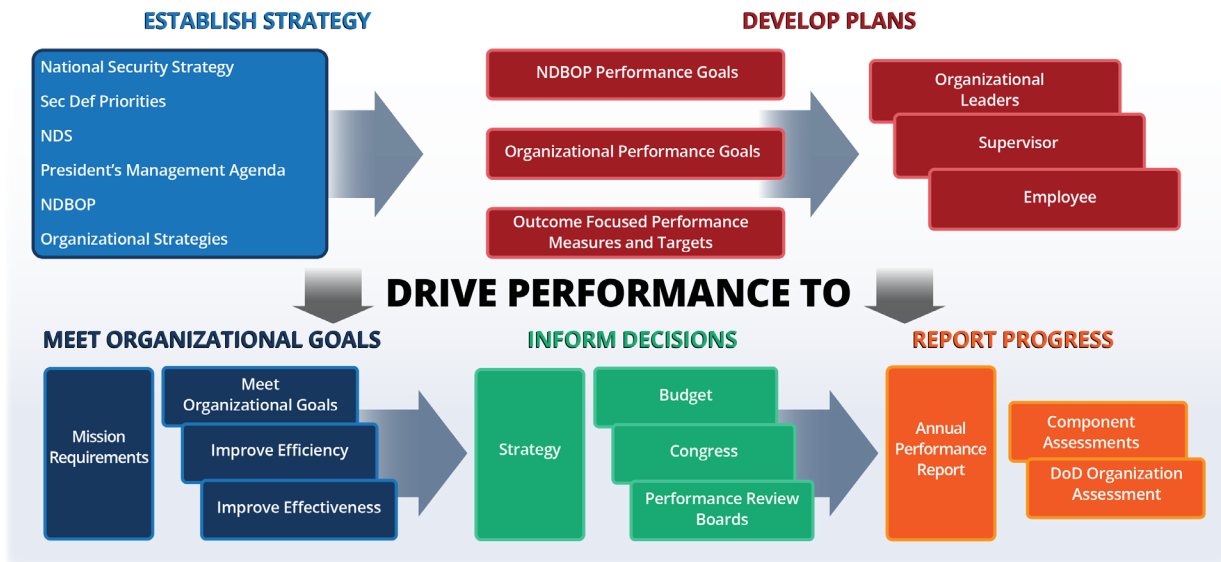 ESTABLISH STRATEGY
National Security Strategy
Sec Def Priorities
NDS
President’s Management Agenda
NDBOP
Organizational Strategies
DEVELOP PLANS
NDBOP Performance Goals
Organizational Performance Goals
Outcome Focused Performance
Measures and Targets
Organizational
Leaders
Supervisor
Employee
DRIVE PERFORMANCE TO
MEET ORGANIZATIONAL GOALS
Mission
Requirements
Meet
Organizational Goals
Improve Efficiency
Improve Effectiveness
INFORM DECISIONS
Strategy
Budget
Congress
Performance Review
Boards
REPORT PROGRESS
Annual
Performance
Report
Component
Assessments
DoD Organization
Assessment